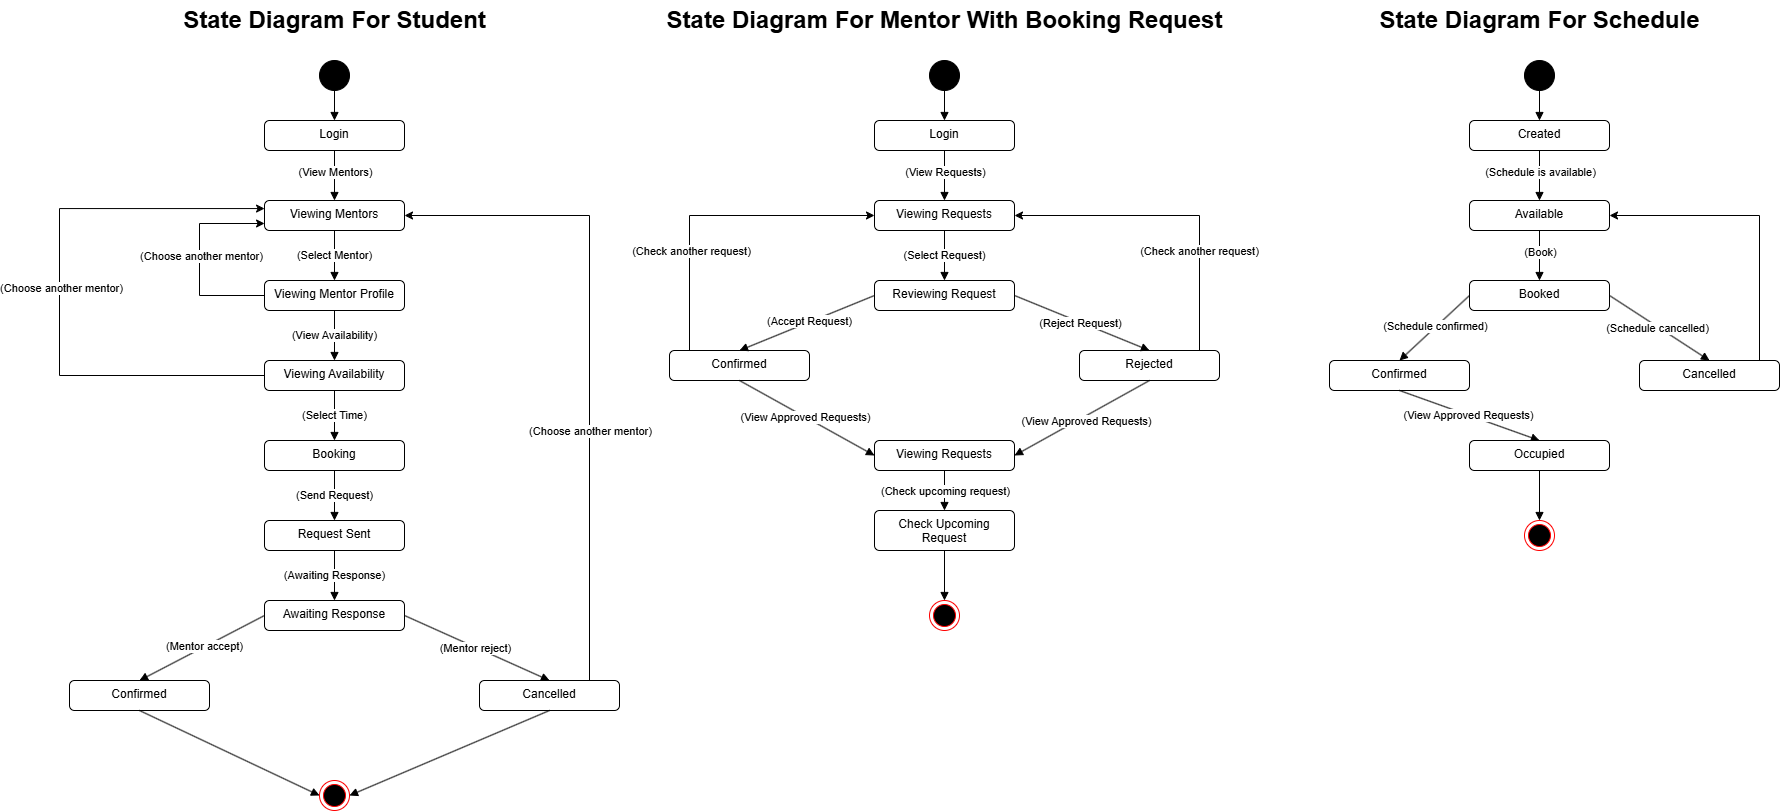 State Diagram For Student
Login
(View Mentors)
Viewing Mentors
(Choose another mentor)
(Select Mentor)
(Choose another mentor)
Viewing Mentor Profile
(View Availability)
Viewing Availability
(Select Time)
(Choose another mentor)
Booking
(Send Request)
Request Sent
(Awaiting Response)
Awaiting Response
(Mentor accept)
(Mentor reject)
Confirmed
Cancelled
State Diagram For Mentor With Booking Request
Login
(View Requests)
Viewing Requests
(Check another request)
(Select Request)
(Check another request)
Reviewing Request
(Accept Request)
(Reject Request)
Confirmed
Rejected
(View Approved Requests)
(View Approved Requests)
Viewing Requests
(Check upcoming request)
Check Upcoming
Request
State Diagram For Schedule
Created
(Schedule is available)
Available
(Book)
Booked
(Schedule confirmed)
(Schedule cancelled)
Confirmed
Cancelled
(View Approved Requests)
Occupied